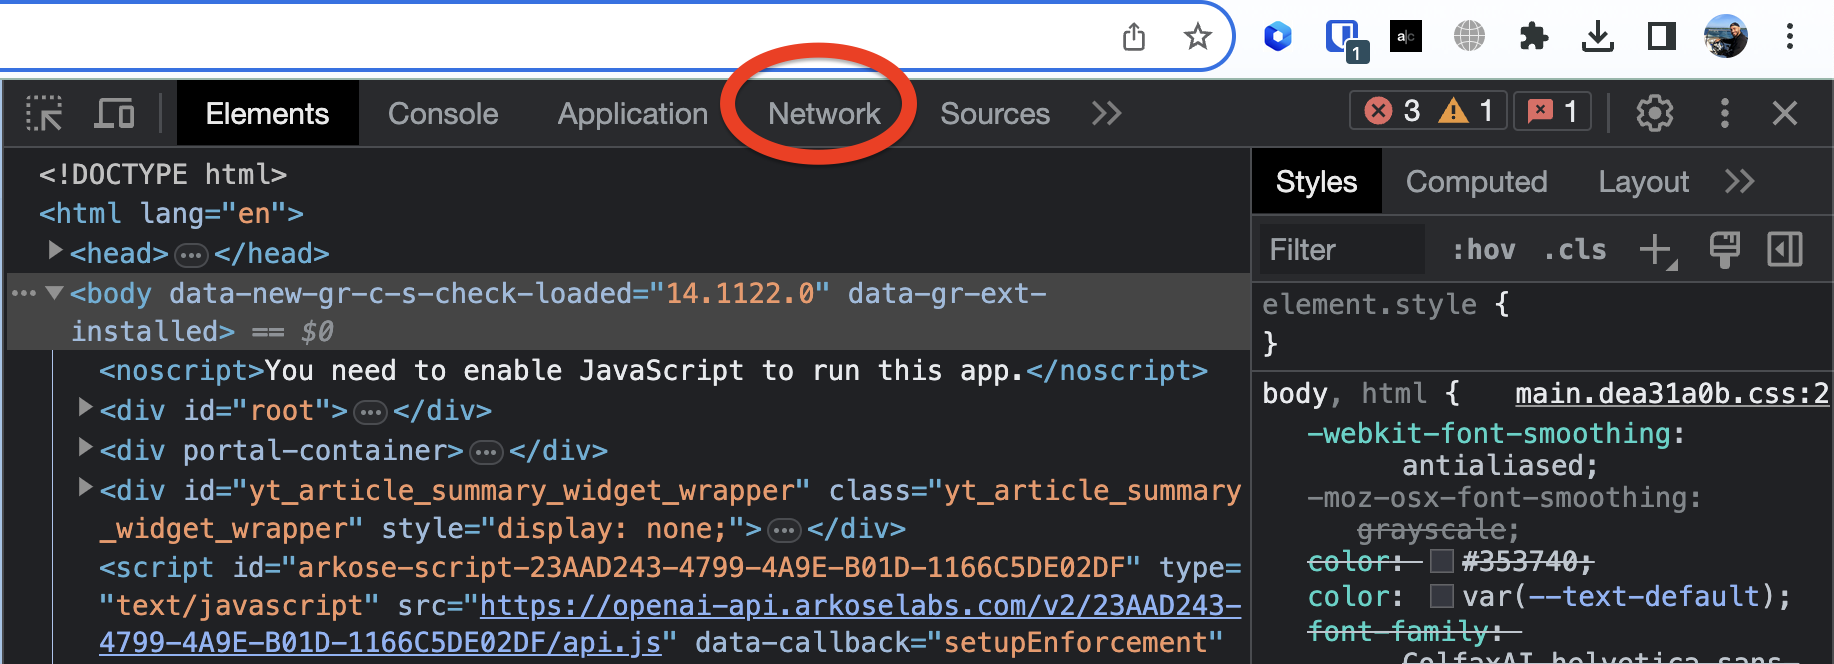 1
a|c
Elements Console Application Network Sources 3 1 1
<!DOCTYPE html>
<html lang="en">
<head> ••• </head>
••• <body data-new-gr-c-s-check-loaded="14.1122.0" data-gr-ext-
installed> == $0
<noscript>You need to enable JavaScript to run this app.</noscript>
<div id="root"> ••• </div>
<div portal-container> ••• </div>
<div id="yt_article_summary_widget_wrapper" class="yt_article_summary
_widget_wrapper" style="display: none;"> ••• </div>
<script id="arkose-script-23AAD243-4799-4A9E-B01D-1166C5DE02DF" type=
"text/javascript" src="https://openai-api.arkoselabs.com/v2/23AAD243-
4799-4A9E-B01D-1166C5DE02DF/api.js" data-callback="setupEnforcement"
Styles Computed Layout
Filter :hov .cls
element.style {
}
body, html { main.dea31a0b.css:2
-webkit-font-smoothing:
antialiased;
-moz-osx-font-smoothing:
grayscale;
color: #353740;
color: var(--text-default);
font-family:
ColfaxAI,helvetica,sans-